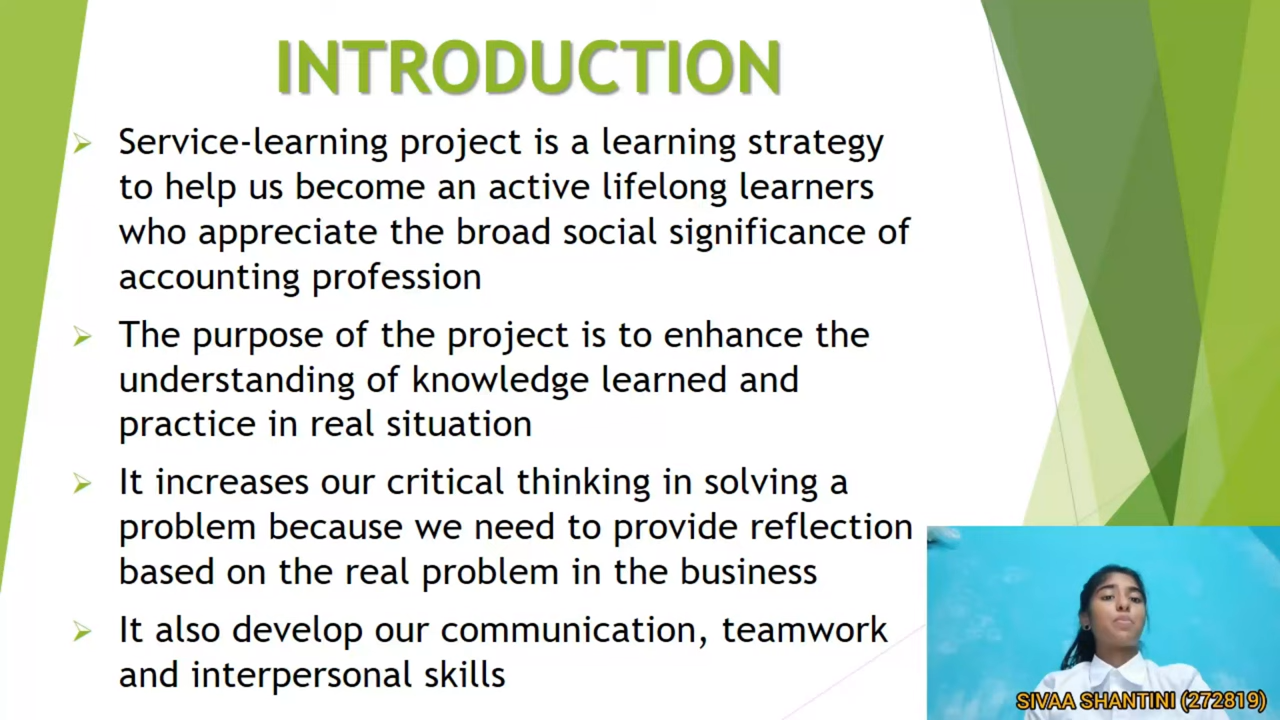 INTRODUCTION
Service-learning project is a learning strategy
to help us become an active lifelong learners
who appreciate the broad social significance of
accounting profession
The purpose of the project is to enhance the
understanding of knowledge learned and
practice in real situation
It increases our critical thinking in solving a
problem because we need to provide reflection
based on the real problem in the business
It also develop our communication, teamwork
and interpersonal skills
SIVAA SHANTINI (272819)